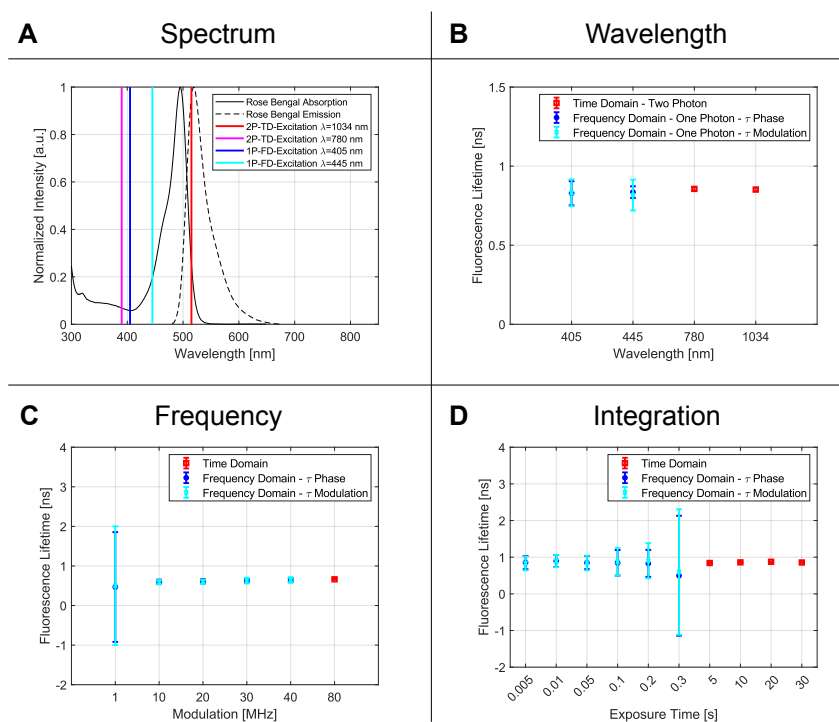 A
Spectrum
B
Wavelength
1
0.8
0.6
0.4
0.2
0
300
400
500
600
700
800
Normalized Intensity [a.u.]
Wavelength [nm]
Rose Bengal Absorption
Rose Bengal Emission
2P-TD-Excitation λ=1034 nm
2P-TD-Excitation λ=780 nm
1P-FD-Excitation λ=405 nm
1P-FD-Excitation λ=445 nm
1.5
1
0.5
0
405
445
780
1034
Fluorescence Lifetime [ns]
Wavelength [nm]
Time Domain - Two Photon
Frequency Domain - One Photon - τ Phase
Frequency Domain - One Photon - τ Modulation
C
Frequency
D
Integration
4
3
2
1
0
-1
-2
1
10
20
30
40
80
Fluorescence Lifetime [ns]
Modulation [MHz]
Time Domain
Frequency Domain - τ Phase
Frequency Domain - τ Modulation
4
3
2
1
0
-1
-2
0.005
0.01
0.05
0.1
0.2
0.3
5
10
20
30
Fluorescence Lifetime [ns]
Exposure Time [s]
Time Domain
Frequency Domain - τ Phase
Frequency Domain - τ Modulation